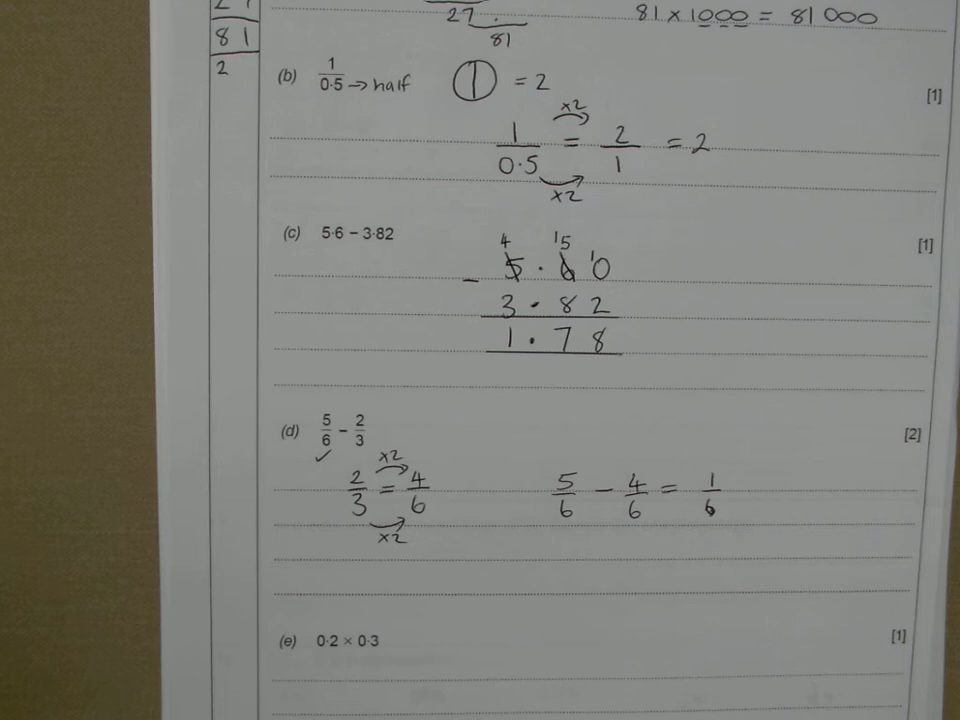 27.
81 × 1000 = 81 000
81
8 1
2
(b) 1/0·5 → half = 2 [1]
×2
1/0·5 = 2/1 = 2
×2
(c) 5·6 − 3·82 [1]
4 15 1
− 5 . 6 0
3 . 8 2
1 . 7 8
(d) 5/6 − 2/3 [2]
✓ ×2
2/3 = 4/6 5/6 − 4/6 = 1/6
×2
(e) 0·2 × 0·3 [1]